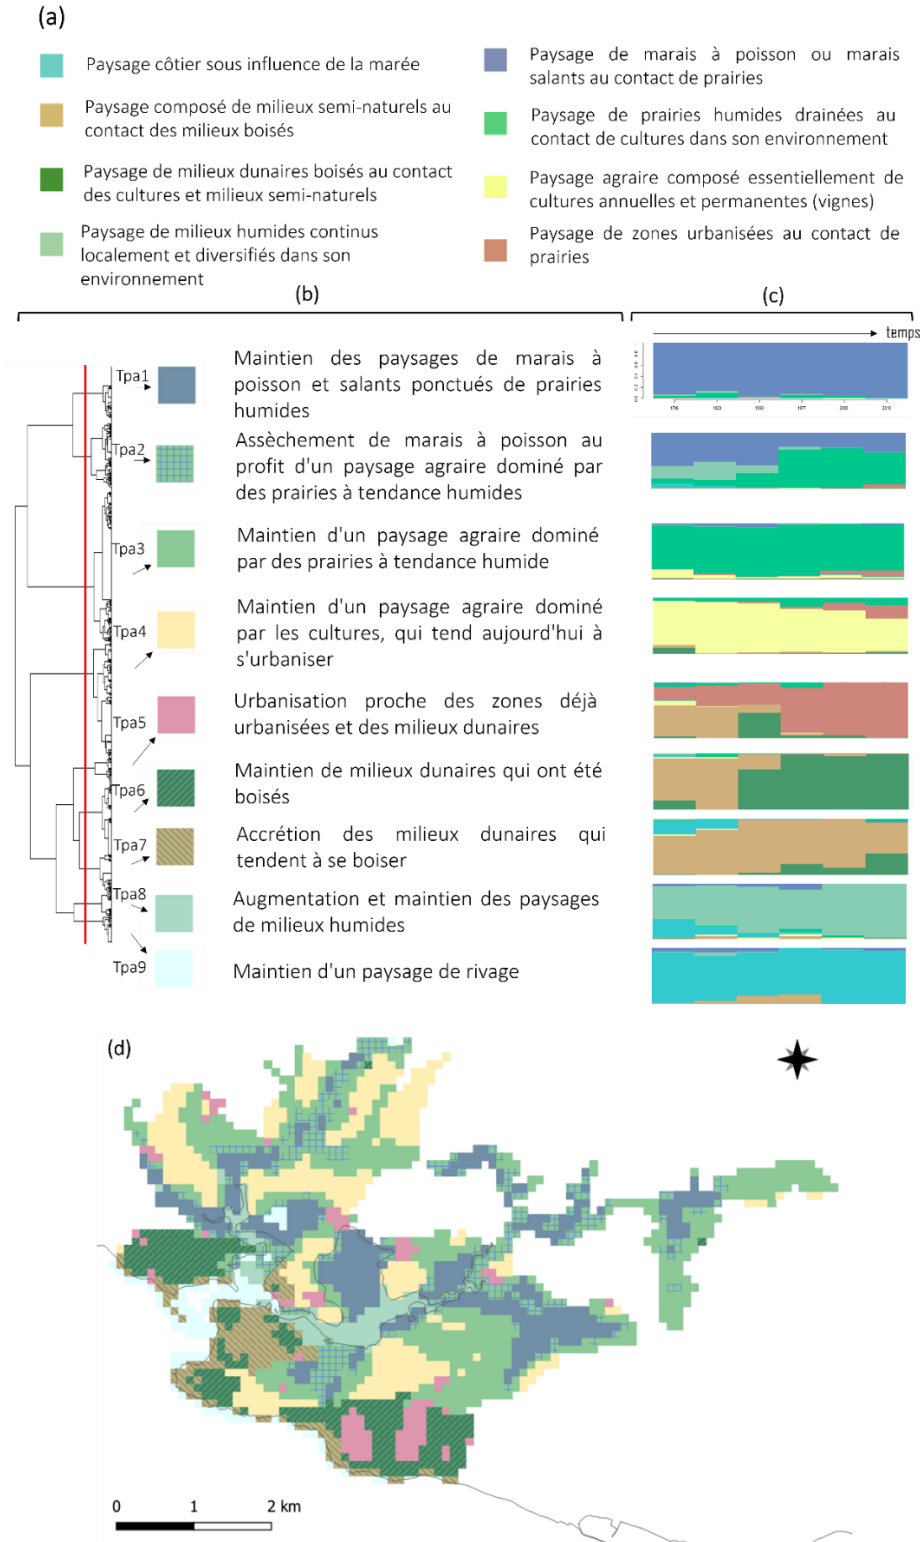 (a)
Paysage côtier sous influence de la marée
Paysage composé de milieux semi-naturels au
contact des milieux boisés
Paysage de milieux dunaires boisés au contact
des cultures et milieux semi-naturels
Paysage de milieux humides continus
localement et diversifiés dans son
environnement
Paysage de marais à poisson ou marais
salants au contact de prairies
Paysage de prairies humides drainées au
contact de cultures dans son environnement
Paysage agraire composé essentiellement de
cultures annuelles et permanentes (vignes)
Paysage de zones urbanisées au contact de
prairies
(b)
(c)
temps
Tpa1
Maintien des paysages de marais à
poisson et salants ponctués de prairies
humides
Tpa2
Assèchement de marais à poisson au
profit d'un paysage agraire dominé par
des prairies à tendance humides
Tpa3
Maintien d'un paysage agraire dominé
par des prairies à tendance humide
Tpa4
Maintien d'un paysage agraire dominé
par les cultures, qui tend aujourd'hui à
s'urbaniser
Tpa5
Urbanisation proche des zones déjà
urbanisées et des milieux dunaires
Tpa6
Maintien de milieux dunaires qui ont été
boisés
Tpa7
Accrétion des milieux dunaires qui
tendent à se boiser
Tpa8
Augmentation et maintien des paysages
de milieux humides
Tpa9
Maintien d'un paysage de rivage
(d)
0 1 2 km